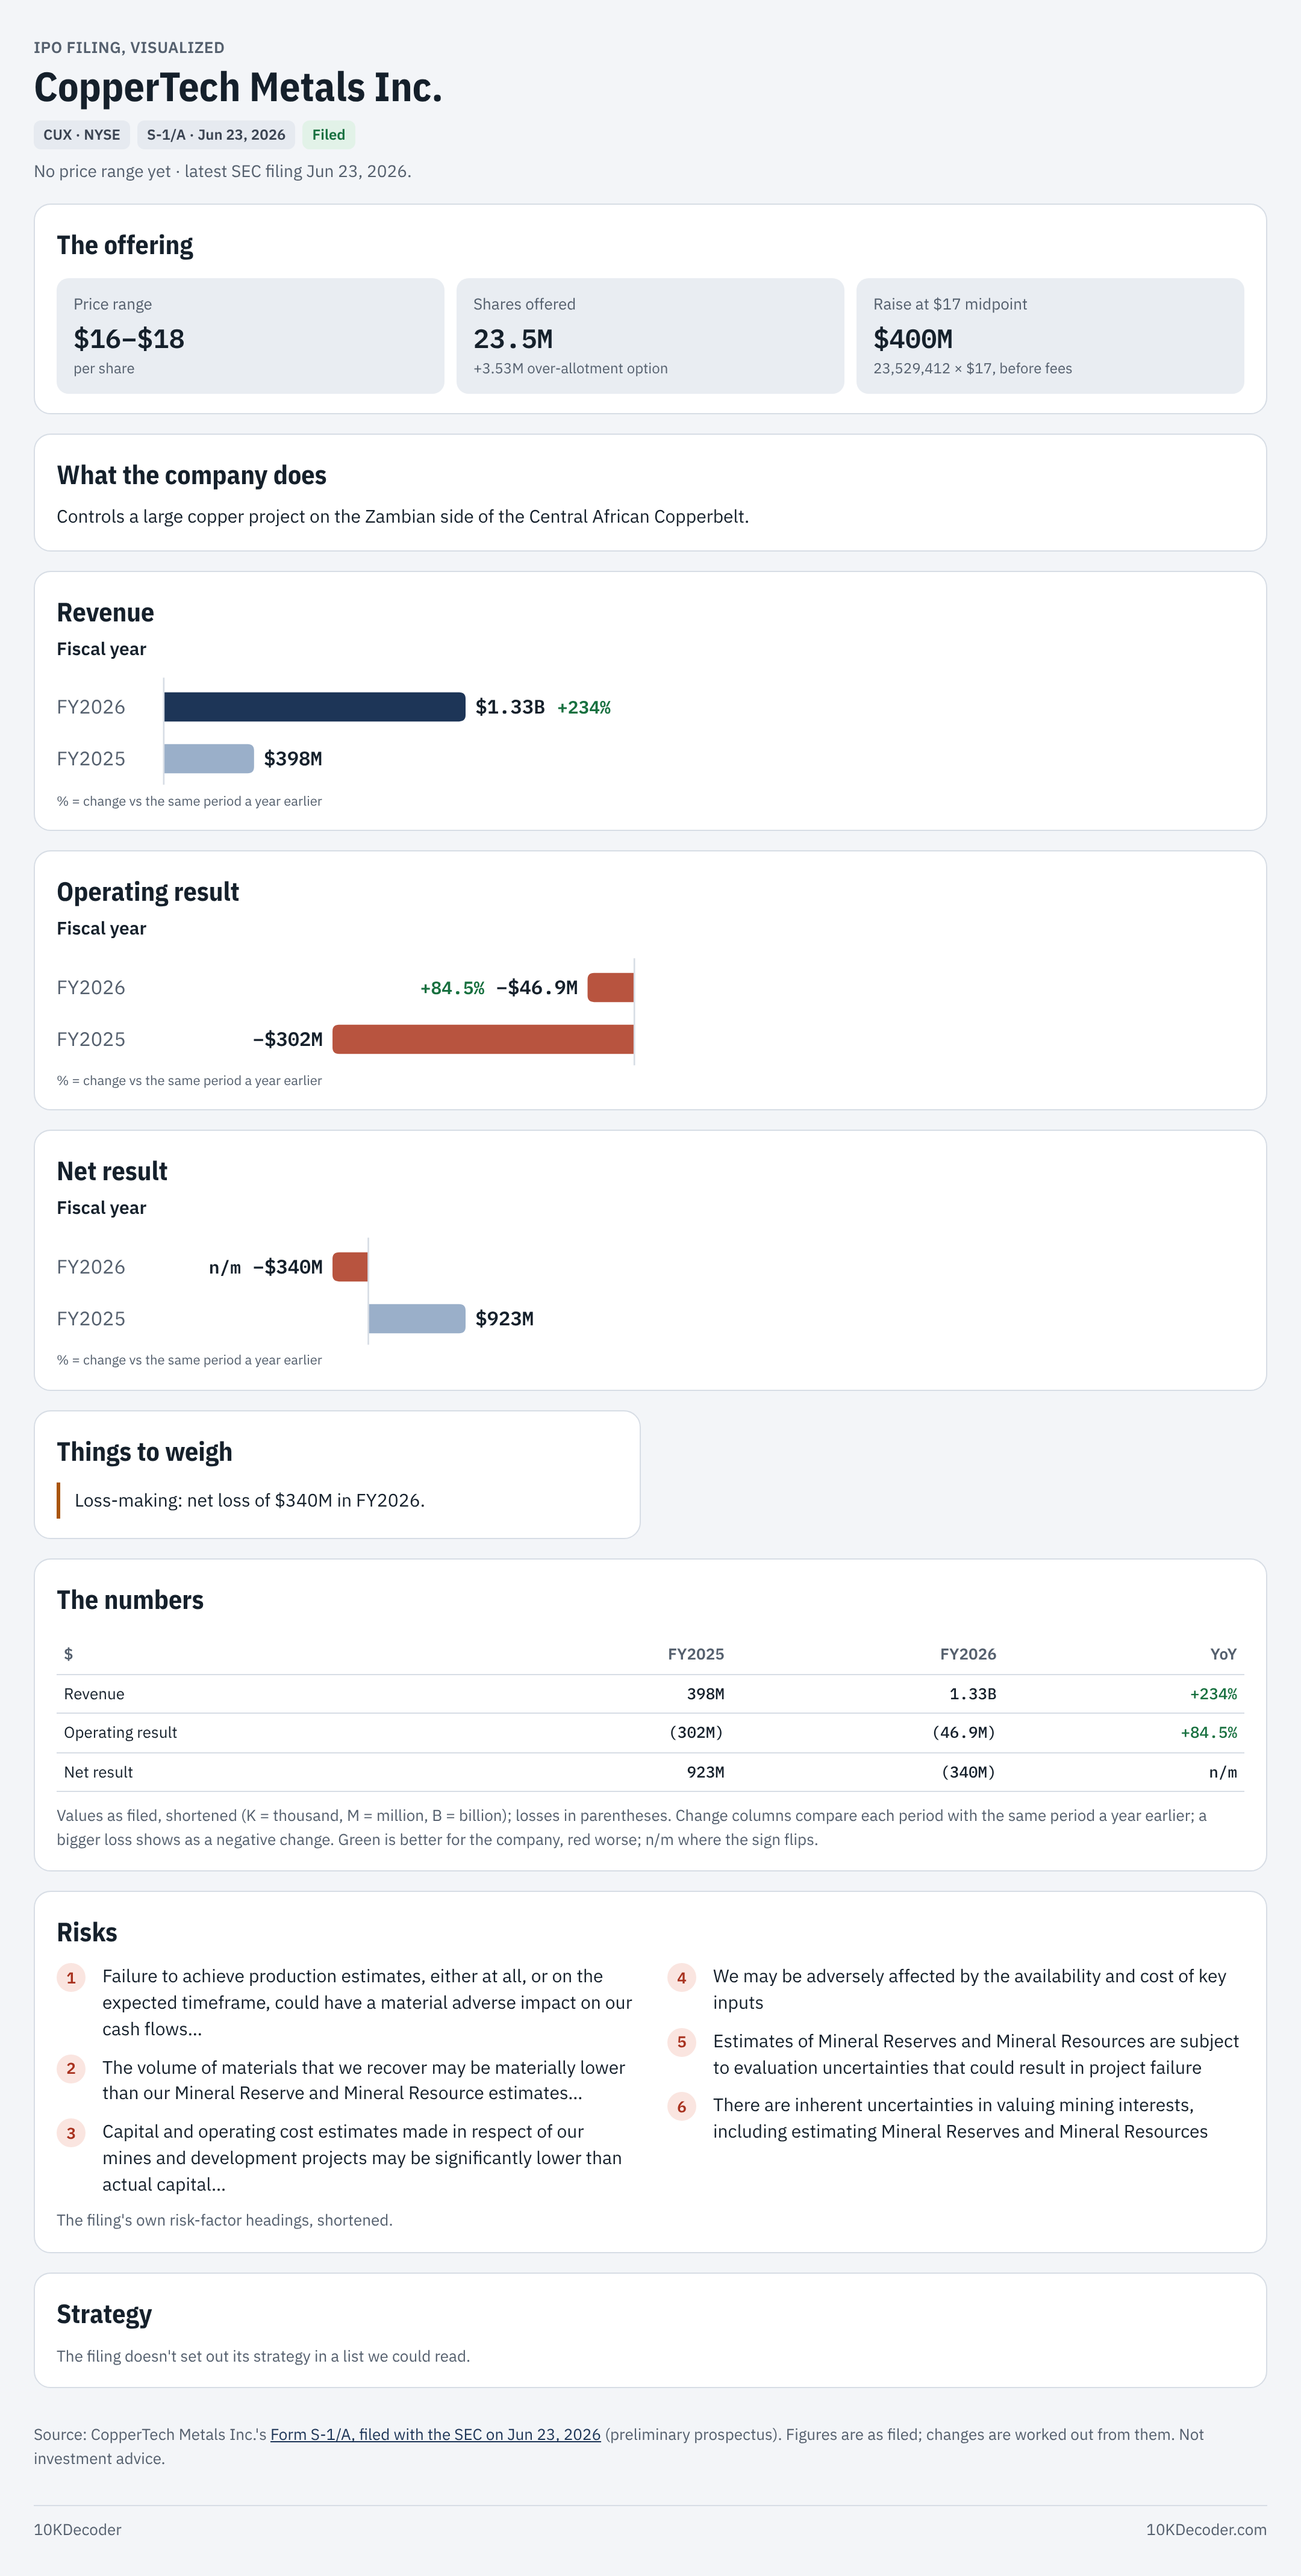 IPO FILING, VISUALIZED
CopperTech Metals Inc.
CUX · NYSE
S-1/A · Jun 23, 2026
Filed
No price range yet · latest SEC filing Jun 23, 2026.
The offering
Price range
$16–$18
per share
Shares offered
23.5M
+3.53M over-allotment option
Raise at $17 midpoint
$400M
23,529,412 × $17, before fees
What the company does
Controls a large copper project on the Zambian side of the Central African Copperbelt.
Revenue
Fiscal year
FY2026 $1.33B +234%
FY2025 $398M
% = change vs the same period a year earlier
Operating result
Fiscal year
FY2026 +84.5% −$46.9M
FY2025 −$302M
% = change vs the same period a year earlier
Net result
Fiscal year
FY2026 n/m −$340M
FY2025 $923M
% = change vs the same period a year earlier
Things to weigh
Loss-making: net loss of $340M in FY2026.
The numbers
$ FY2025 FY2026 YoY
Revenue 398M 1.33B +234%
Operating result (302M) (46.9M) +84.5%
Net result 923M (340M) n/m
Values as filed, shortened (K = thousand, M = million, B = billion); losses in parentheses. Change columns compare each period with the same period a year earlier; a
bigger loss shows as a negative change. Green is better for the company, red worse; n/m where the sign flips.
Risks
1 Failure to achieve production estimates, either at all, or on the
expected timeframe, could have a material adverse impact on our
cash flows…
2 The volume of materials that we recover may be materially lower
than our Mineral Reserve and Mineral Resource estimates…
3 Capital and operating cost estimates made in respect of our
mines and development projects may be significantly lower than
actual capital…
4 We may be adversely affected by the availability and cost of key
inputs
5 Estimates of Mineral Reserves and Mineral Resources are subject
to evaluation uncertainties that could result in project failure
6 There are inherent uncertainties in valuing mining interests,
including estimating Mineral Reserves and Mineral Resources
The filing's own risk-factor headings, shortened.
Strategy
The filing doesn't set out its strategy in a list we could read.
Source: CopperTech Metals Inc.'s Form S-1/A, filed with the SEC on Jun 23, 2026 (preliminary prospectus). Figures are as filed; changes are worked out from them. Not
investment advice.
10KDecoder
10KDecoder.com